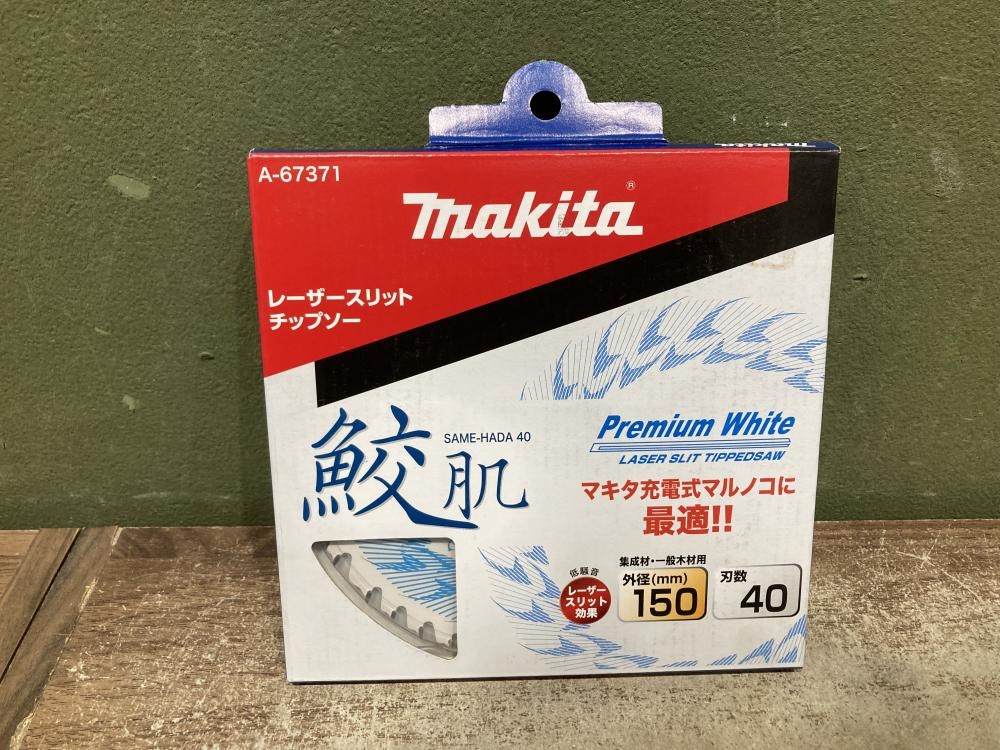 makita
A-67371
makita®
レーザースリット
チップソー
鮫肌
SAME-HADA 40
Premium White
LASER SLIT TIPPEDSAW
マキタ充電式マルノコに
最適!!
集成材・一般木材用
低騒音
レーザー
スリット
効果
外径(mm)
150
刃数
40